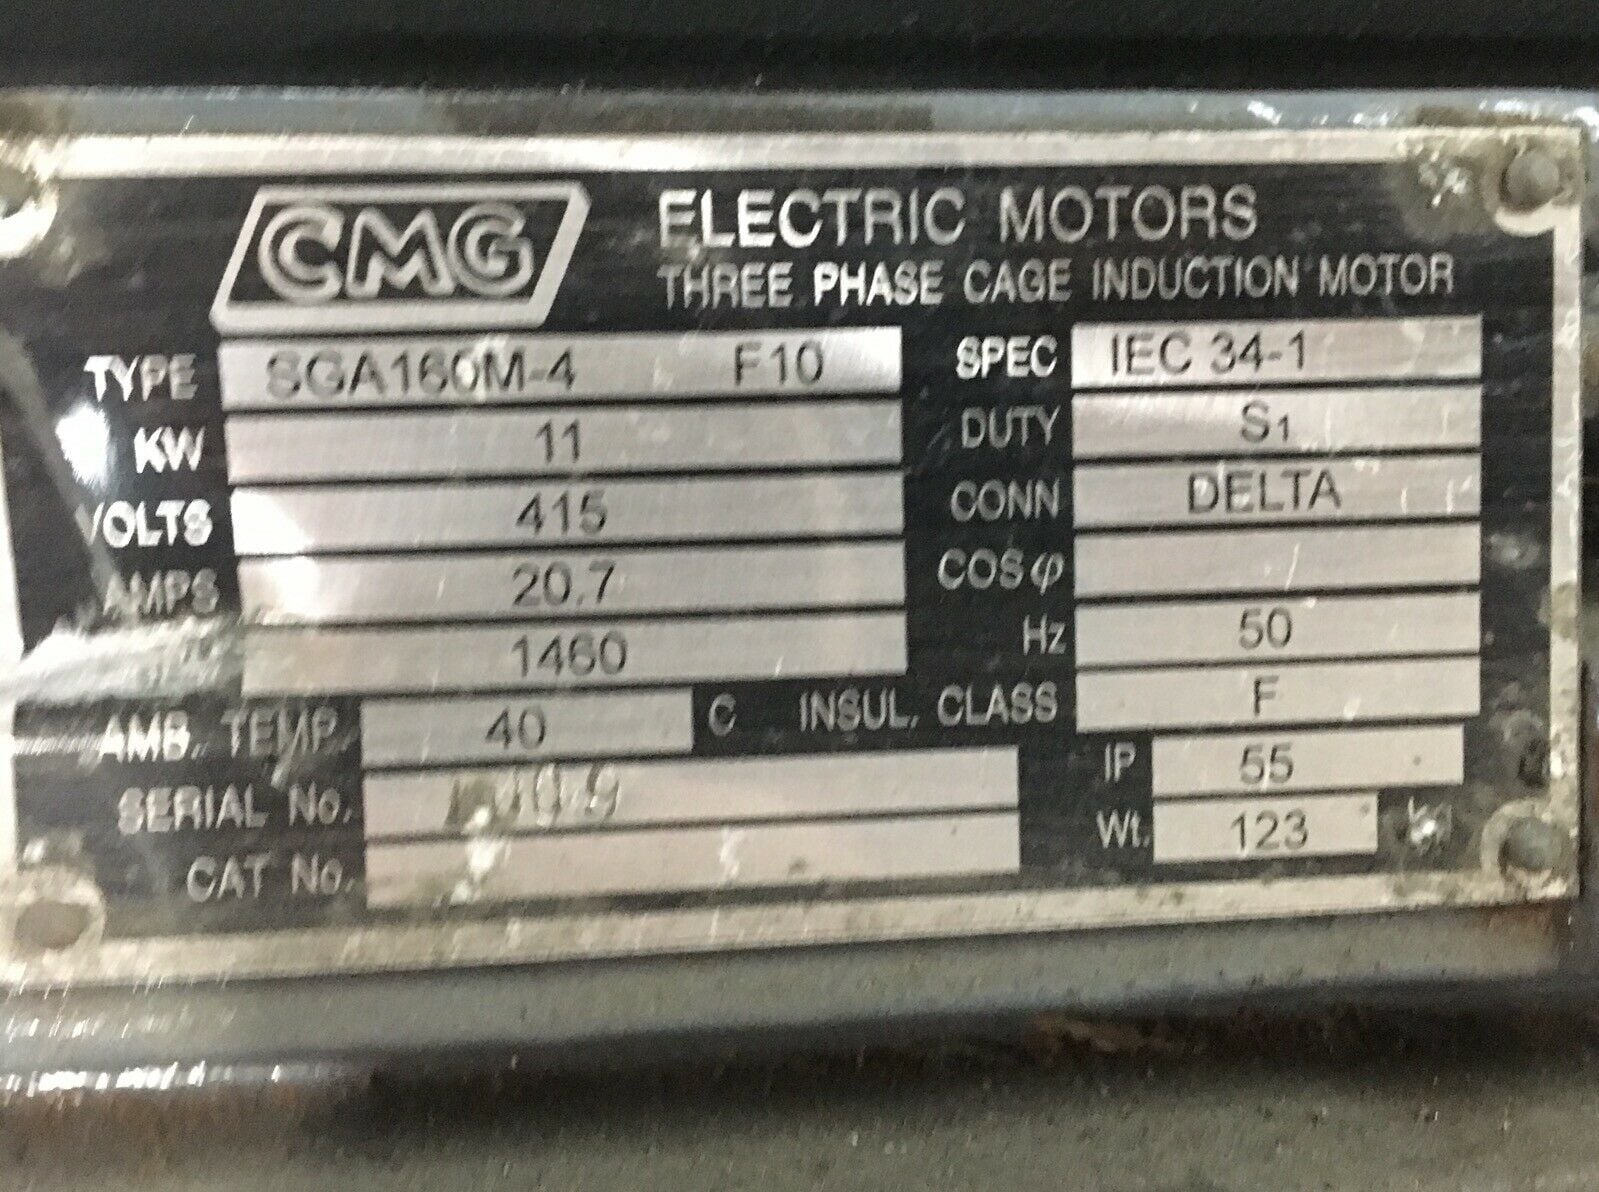 CMG ELECTRIC MOTORS
THREE PHASE CAGE INDUCTION MOTOR
TYPE SGA160M-4 F10 SPEC IEC 34-1
KW 11 DUTY S1
VOLTS 415 CONN DELTA
AMPS 20.7 COS φ
1460 Hz 50
AMB. TEMP. 40 C INSUL. CLASS F
SERIAL No. IP 55
CAT No. Wt. 123